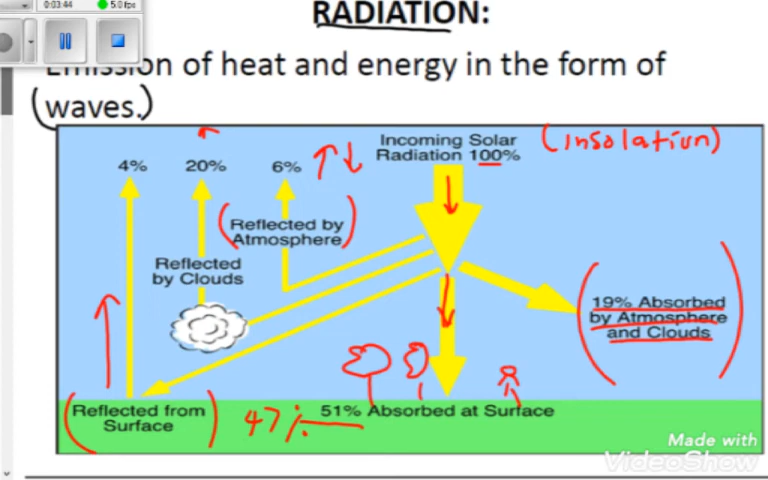 0:03:44
5.0 fps
RADIATION:
Emission of heat and energy in the form of
waves.
Incoming Solar
Radiation 100%
(insolation)
4%
20%
6%
Reflected by
Atmosphere
Reflected
by Clouds
19% Absorbed
by Atmosphere
and Clouds
Reflected from
Surface
47%
51% Absorbed at Surface
Made with
VideoShow